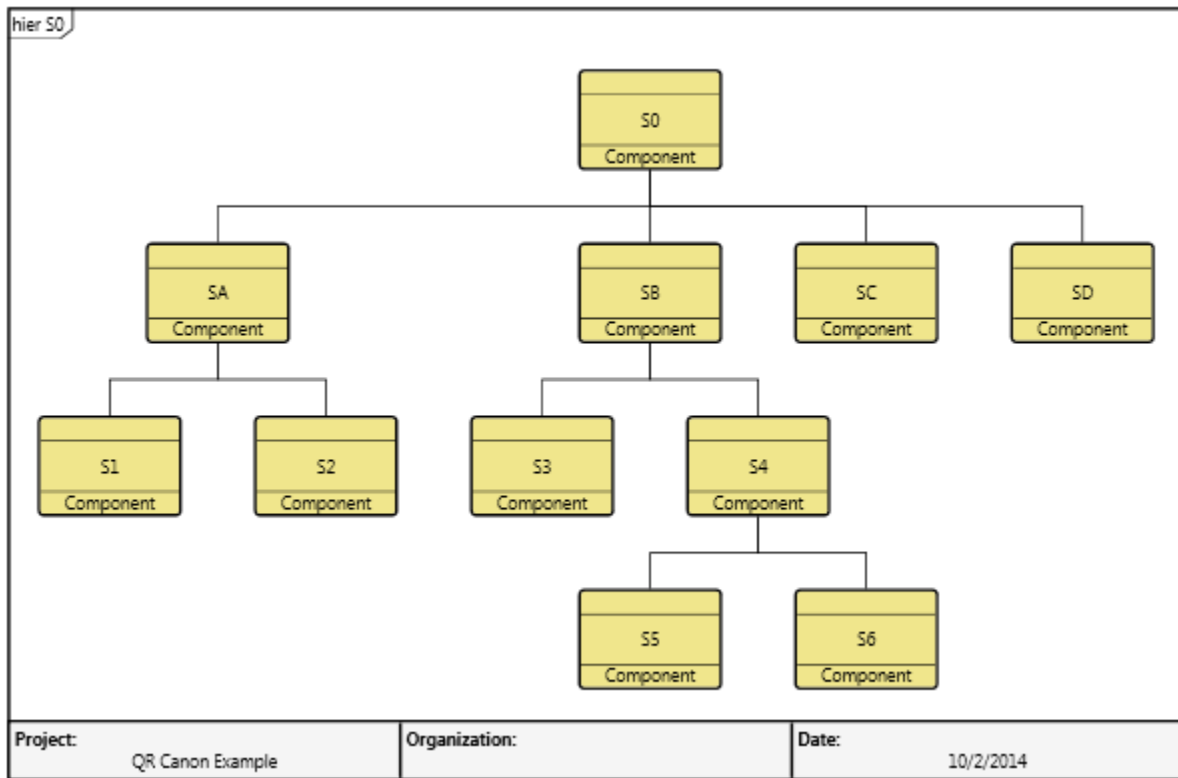 hier S0
S0
Component
SA
Component
SB
Component
SC
Component
SD
Component
S1
Component
S2
Component
S3
Component
S4
Component
S5
Component
S6
Component
Project:
QR Canon Example
Organization:
Date:
10/2/2014